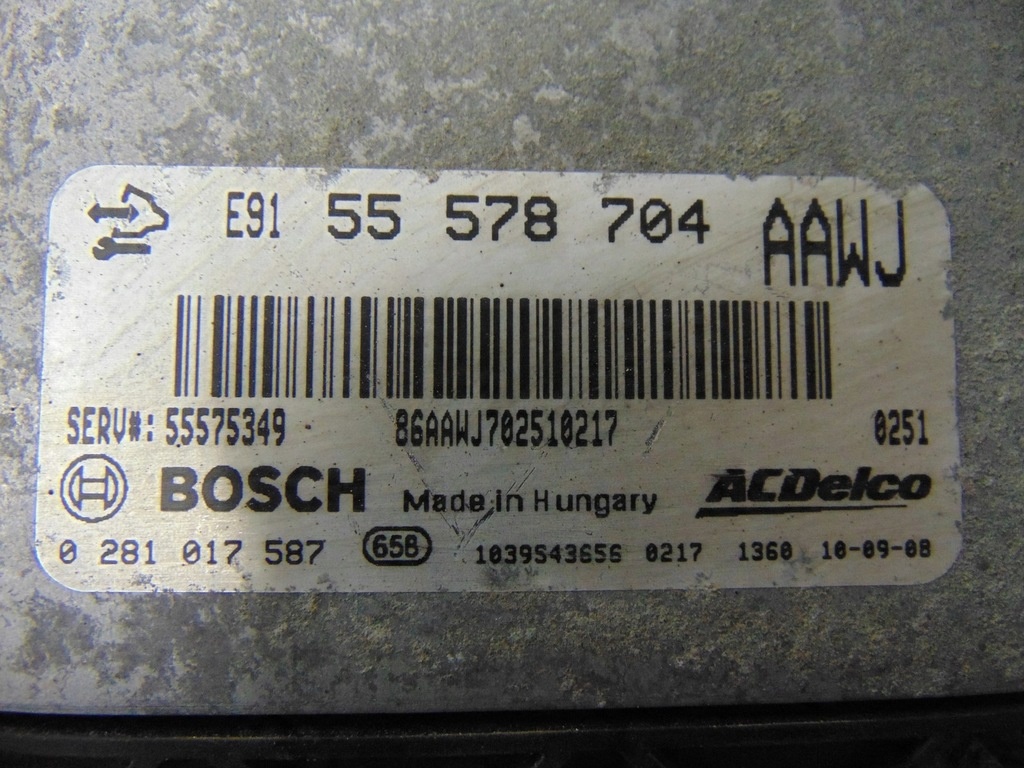 E91 55 578 704 AAWJ
SERV#: 55575349 86AAWJ702510217 0251
BOSCH Made in Hungary ACDelco
0 281 017 587 65B 1039S43656 0217 1360 10-09-08